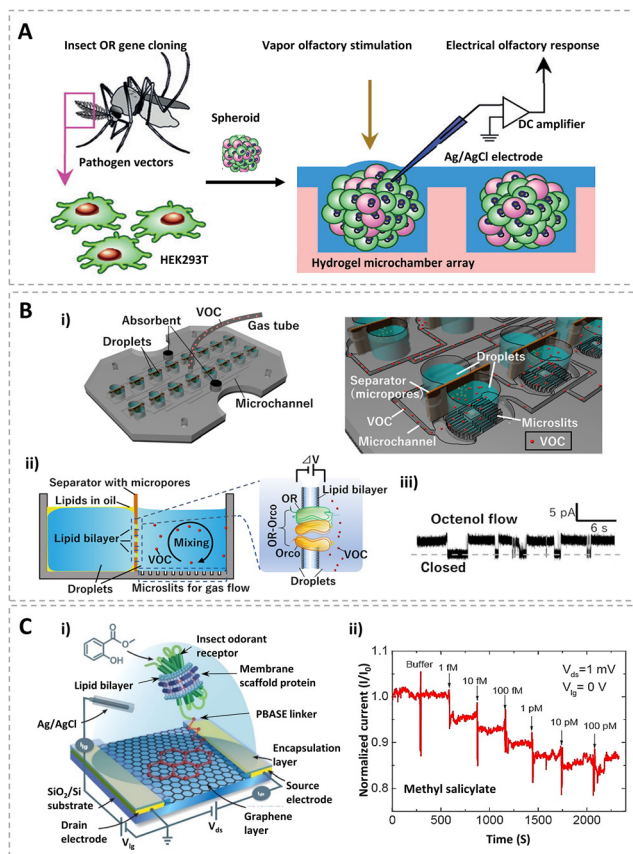 A
Insect OR gene cloning
Vapor olfactory stimulation
Electrical olfactory response
Spheroid
DC amplifier
Pathogen vectors
Ag/AgCl electrode
HEK293T
Hydrogel microchamber array
B
i)
VOC
Absorbent
Gas tube
Droplets
Microchannel
Droplets
Separator
(micropores)
VOC
Microchannel
Microslits
VOC
ii)
Separator with micropores
Lipids in oil
Lipid bilayer
VOC
Mixing
Droplets
Microslits for gas flow
⊿V
Lipid bilayer
OR
OR-Orco
Orco
VOC
Droplets
iii)
5 pA
6 s
Octenol flow
Closed
C
i)
O
O
OH
Insect odorant
receptor
Lipid bilayer
Membrane
scaffold protein
Ag/AgCl
PBASE linker
Encapsulation
layer
SiO2/Si
substrate
Source
electrode
Drain
electrode
Graphene
layer
Vlg
Vds
ii)
Normalized current (I/I0)
1.0
0.9
0.8
Buffer
1 fM
10 fM
100 fM
1 pM
10 pM
100 pM
Vds=1 mV
Vlg= 0 V
Methyl salicylate
0
500
1000
1500
2000
Time (S)